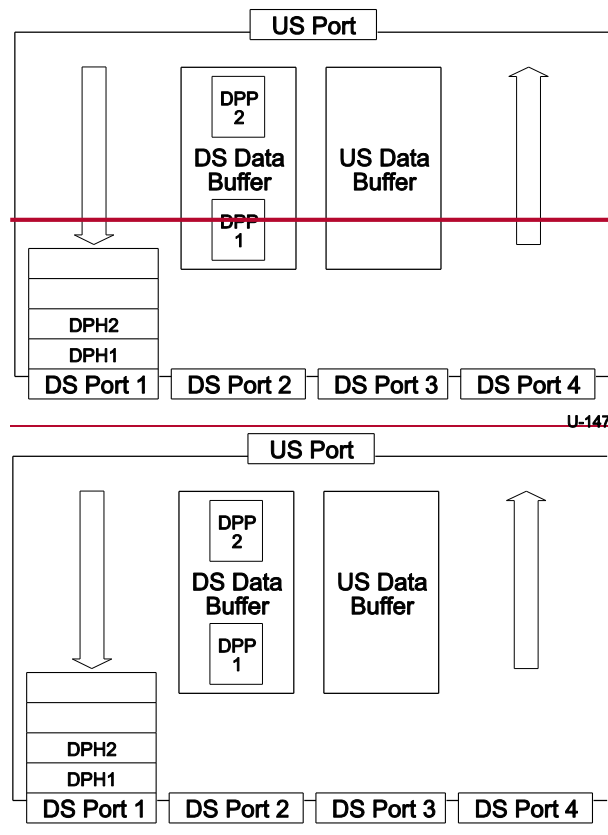 US Port
DPP
2
DS Data
Buffer
US Data
Buffer
DPP
1
DPH2
DPH1
DS Port 1
DS Port 2
DS Port 3
DS Port 4
U-147
US Port
DPP
2
DS Data
Buffer
US Data
Buffer
DPP
1
DPH2
DPH1
DS Port 1
DS Port 2
DS Port 3
DS Port 4